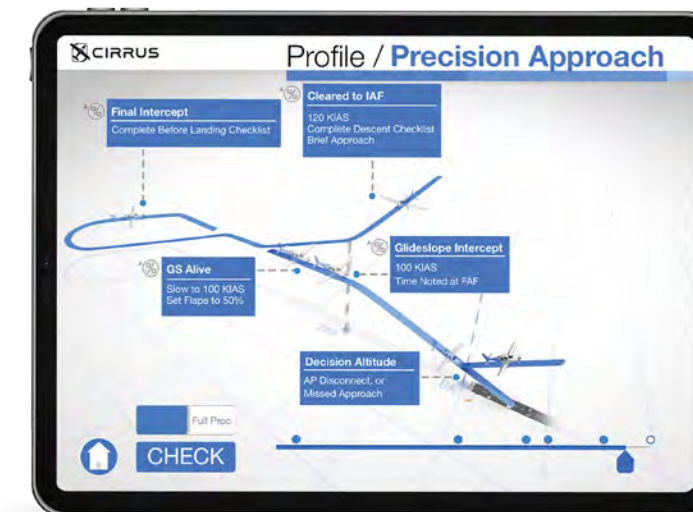 CIRRUS
Profile / Precision Approach
Cleared to IAF
120 KIAS
Complete Descent Checklist
Brief Approach
Final Intercept
Complete Before Landing Checklist
Glideslope Intercept
100 KIAS
Time Noted at FAF
GS Alive
Slow to 100 KIAS
Set Flaps to 50%
Decision Altitude
AP Disconnect, or
Missed Approach
Full Proc
CHECK